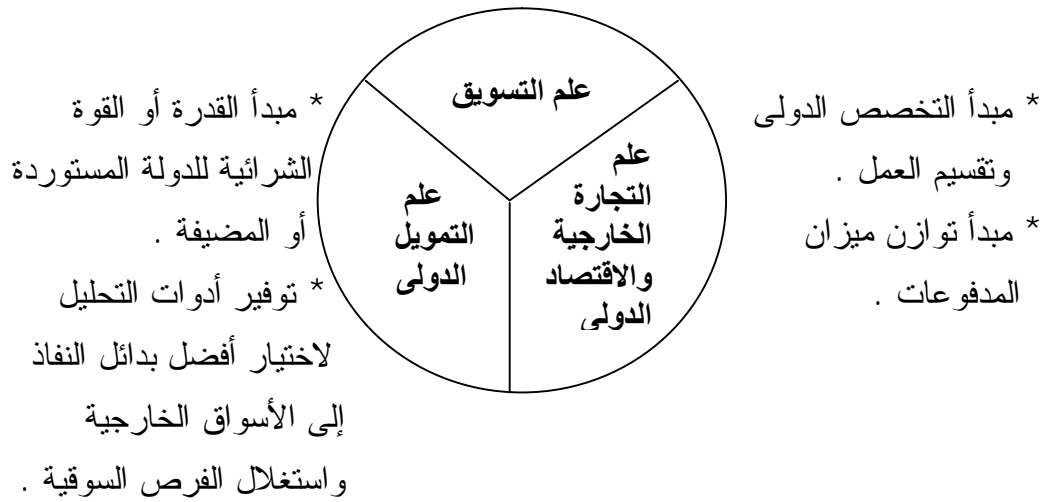 علم التسويق
* مبدأ التخصص الدولى
وتقسيم العمل .
* مبدأ توازن ميزان
المدفوعات .
علم
التجارة
الخارجية
والاقتصاد
الدولى
علم
التمويل
الدولى
* مبدأ القدرة أو القوة
الشرائية للدولة المستوردة
أو المضيفة .
* توفير أدوات التحليل
لاختيار أفضل بدائل النفاذ
إلى الأسواق الخارجية
واستغلال الفرص السوقية .